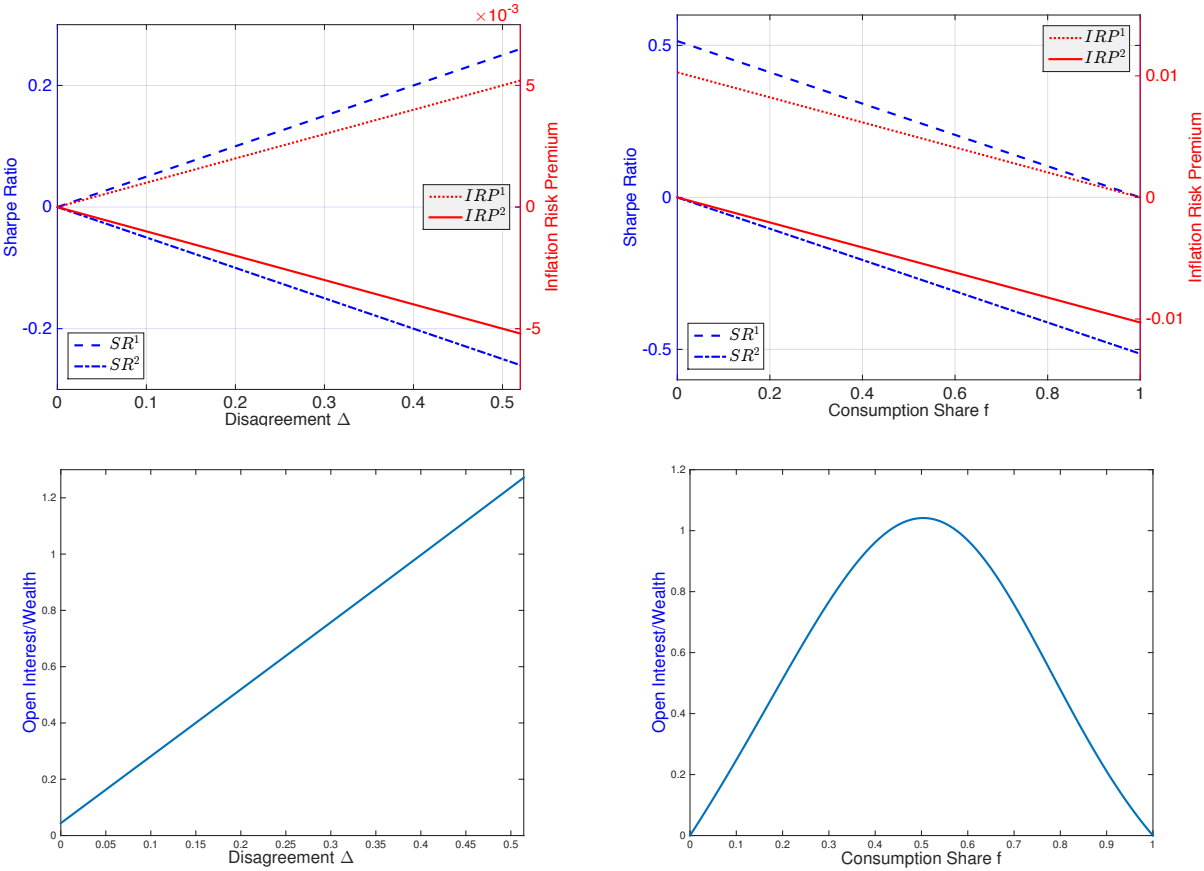 ×10⁻³
Sharpe Ratio
0.2
0
-0.2
5
0
-5
Inflation Risk Premium
IRP¹
IRP²
SR¹
SR²
0 0.1 0.2 0.3 0.4 0.5
Disagreement Δ
Sharpe Ratio
0.5
0
-0.5
0.01
0
-0.01
Inflation Risk Premium
IRP¹
IRP²
SR¹
SR²
0 0.2 0.4 0.6 0.8 1
Consumption Share f
Open Interest/Wealth
1.2
1
0.8
0.6
0.4
0.2
0
0 0.05 0.1 0.15 0.2 0.25 0.3 0.35 0.4 0.45 0.5
Disagreement Δ
Open Interest/Wealth
1.2
1
0.8
0.6
0.4
0.2
0
0 0.1 0.2 0.3 0.4 0.5 0.6 0.7 0.8 0.9 1
Consumption Share f